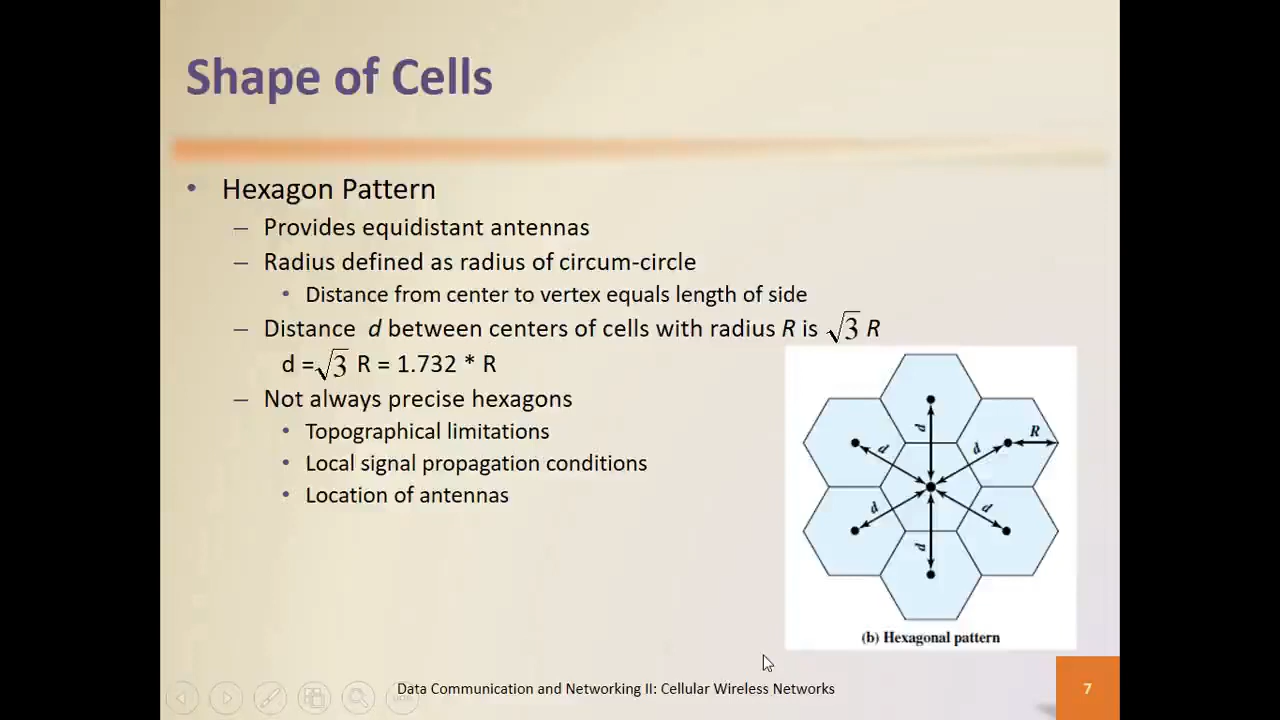 Shape of Cells
• Hexagon Pattern
– Provides equidistant antennas
– Radius defined as radius of circum-circle
• Distance from center to vertex equals length of side
– Distance d between centers of cells with radius R is √3 R
d =√3 R = 1.732 * R
– Not always precise hexagons
• Topographical limitations
• Local signal propagation conditions
• Location of antennas
d
R
d
d
d
d
d
(b) Hexagonal pattern
Data Communication and Networking II: Cellular Wireless Networks
7